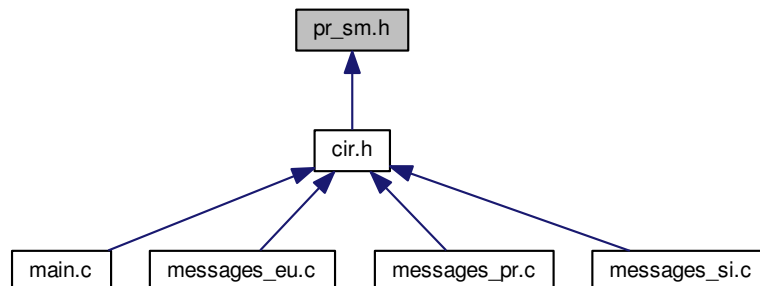 pr_sm.h
cir.h
main.c
messages_eu.c
messages_pr.c
messages_si.c